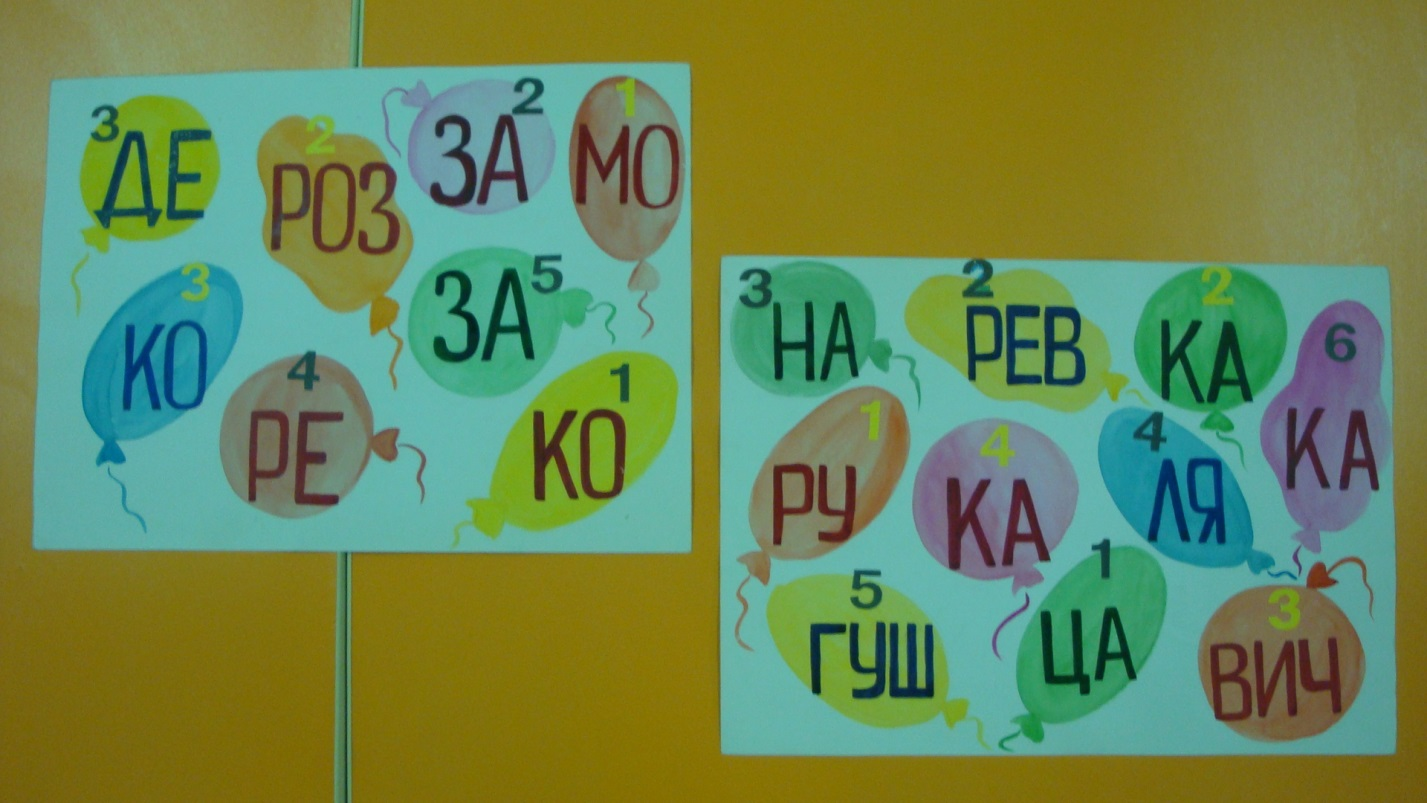 3 ДЕ
2 РОЗ
2 ЗА
1 МО
3 КО
4 РЕ
5 ЗА
1 КО
3 НА
2 РЕВ
2 КА
6 КА
1 РУ
4 КА
4 ЛЯ
5 ГУШ
1 ЦА
3 ВИЧ